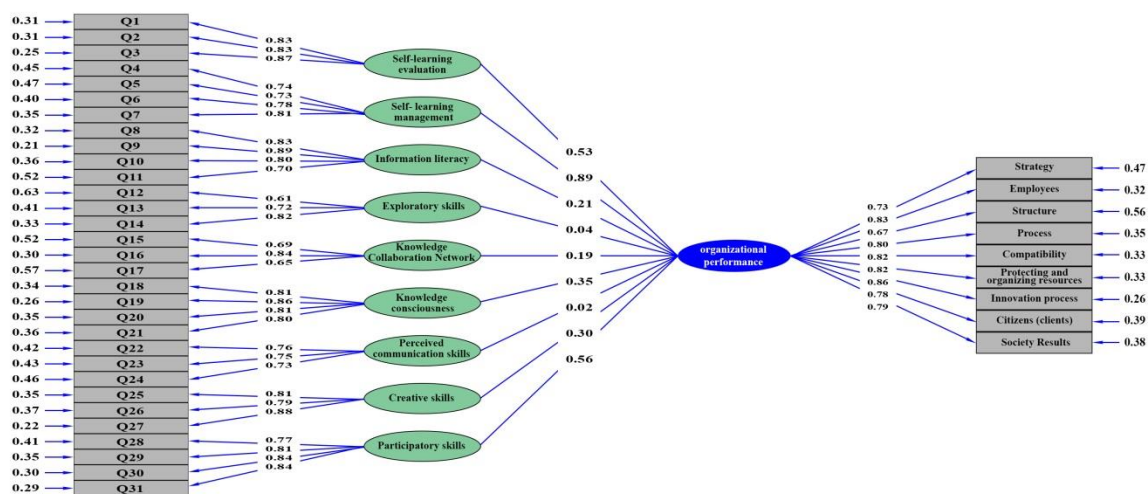 0.31 Q1
0.31 Q2
0.25 Q3
0.45 Q4
0.47 Q5
0.40 Q6
0.35 Q7
0.32 Q8
0.21 Q9
0.36 Q10
0.52 Q11
0.63 Q12
0.41 Q13
0.33 Q14
0.52 Q15
0.30 Q16
0.57 Q17
0.34 Q18
0.26 Q19
0.35 Q20
0.36 Q21
0.42 Q22
0.43 Q23
0.46 Q24
0.35 Q25
0.37 Q26
0.22 Q27
0.41 Q28
0.35 Q29
0.30 Q30
0.29 Q31
0.83
0.83
0.87
0.74
0.73
0.78
0.81
0.83
0.89
0.80
0.70
0.61
0.72
0.82
0.69
0.84
0.65
0.81
0.86
0.81
0.80
0.76
0.75
0.73
0.81
0.79
0.88
0.77
0.81
0.84
0.84
Self-learning
evaluation
Self- learning
management
Information literacy
Exploratory skills
Knowledge
Collaboration Network
Knowledge
consciousness
Perceived
communication skills
Creative skills
Participatory skills
0.53
0.89
0.21
0.04
0.19
0.35
0.02
0.30
0.56
organizational
performance
0.73
0.83
0.67
0.80
0.82
0.82
0.86
0.78
0.79
Strategy 0.47
Employees 0.32
Structure 0.56
Process 0.35
Compatibility 0.33
Protecting and
organizing resources 0.33
Innovation process 0.26
Citizens (clients) 0.39
Society Results 0.38